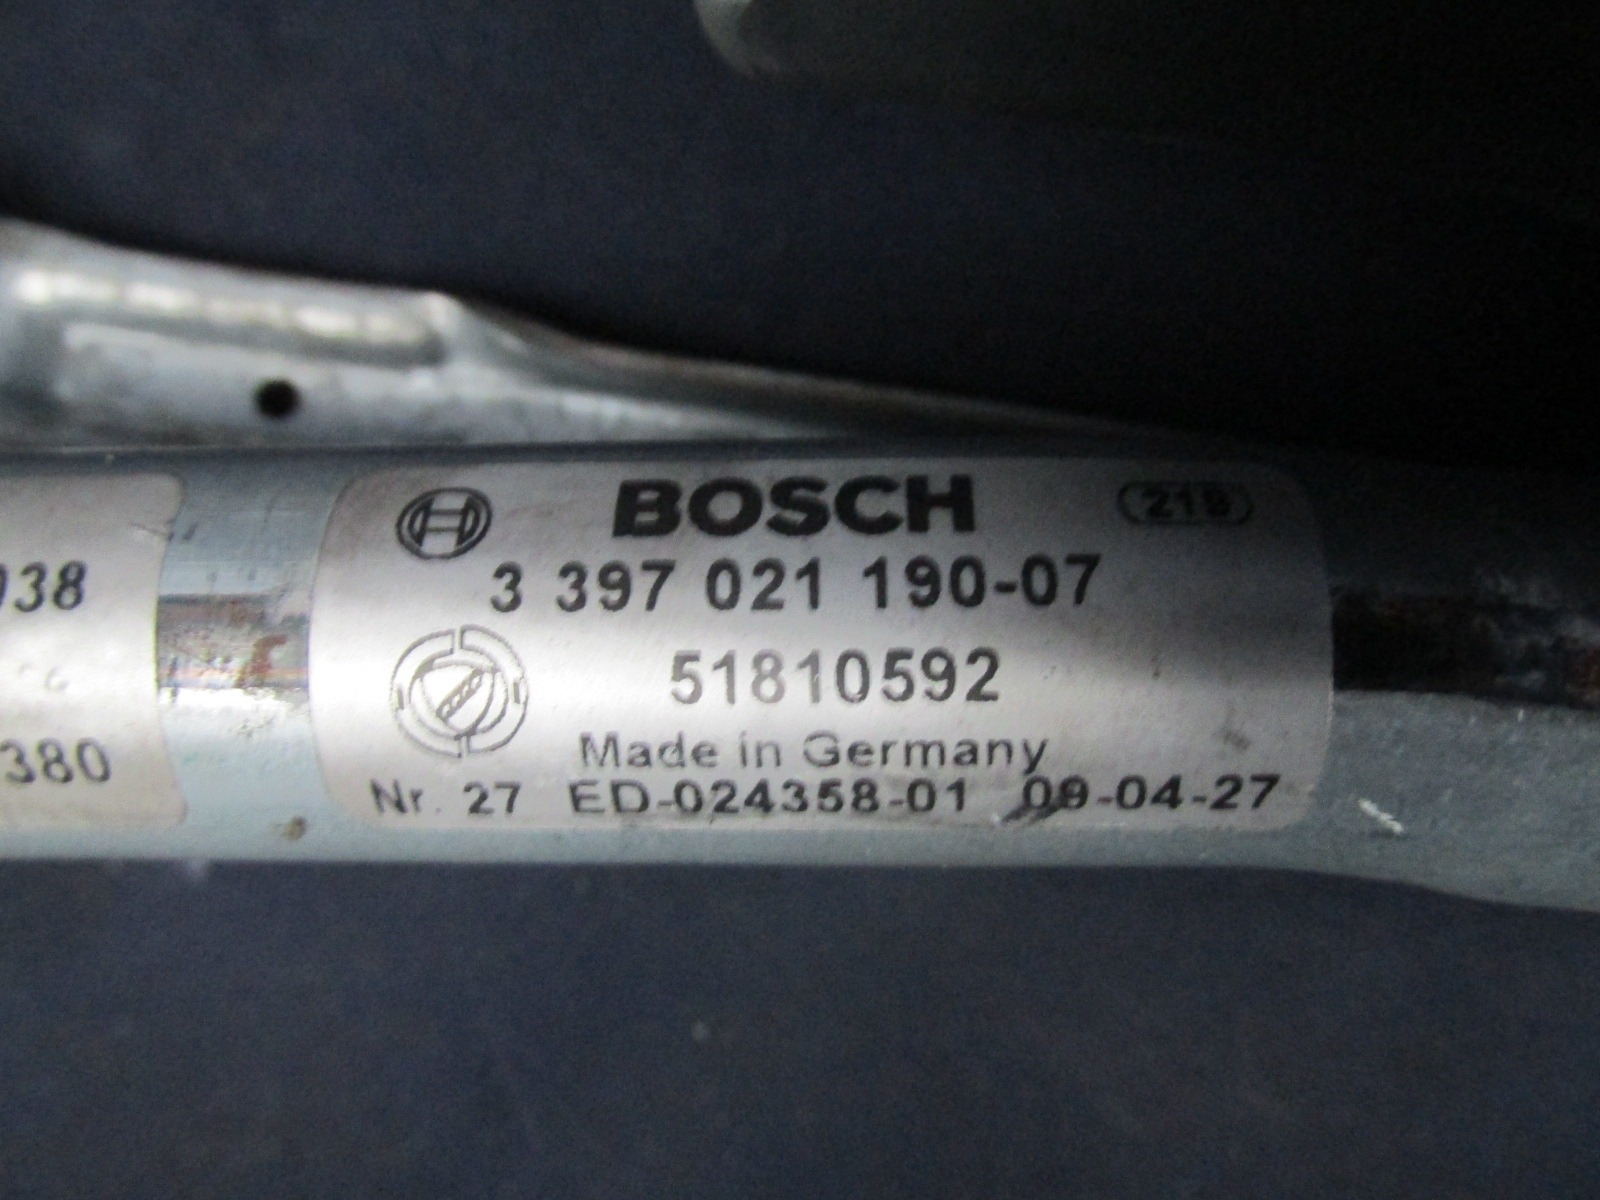 BOSCH
3 397 021 190-07
51810592
Made in Germany
Nr. 27 ED-024358-01 09-04-27
38
380